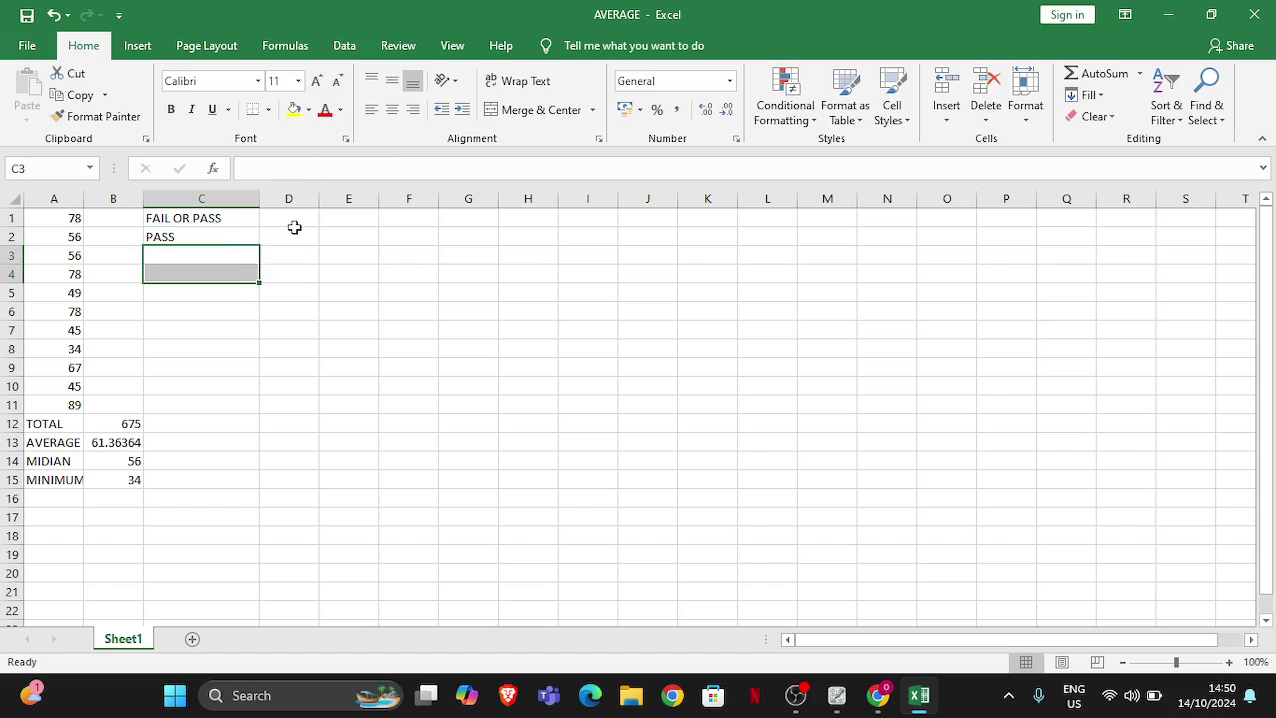 AVERAGE - Excel
Sign in
File Home Insert Page Layout Formulas Data Review View Help Tell me what you want to do Share
Paste Cut Copy Format Painter Clipboard
Calibri 11 B I U Font
Wrap Text Merge & Center Alignment
General % , Number
Conditional Formatting Format as Table Cell Styles Styles
Insert Delete Format Cells
AutoSum Fill Clear Sort & Filter Find & Select Editing
C3 fx
A B C D E F G H I J K L M N O P Q R S T
1 78 FAIL OR PASS
2 56 PASS
3 56
4 78
5 49
6 78
7 45
8 34
9 67
10 45
11 89
12 TOTAL 675
13 AVERAGE 61.36364
14 MIDIAN 56
15 MINIMUM 34
16
17
18
19
20
21
22
Sheet1
Ready 100%
1 Search 0 ENG US 14:50 14/10/2024